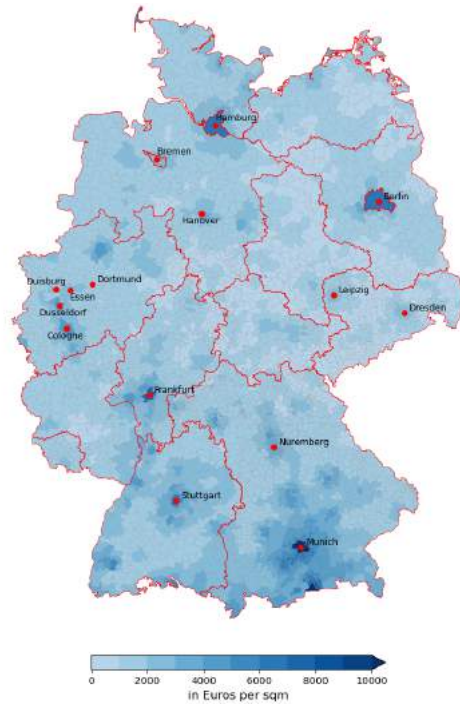 Hamburg
Bremen
Berlin
Hanover
Duisburg
Dortmund
Essen
Leipzig
Dusseldorf
Dresden
Cologne
Frankfurt
Nuremberg
Stuttgart
Munich
0 2000 4000 6000 8000 10000
in Euros per sqm